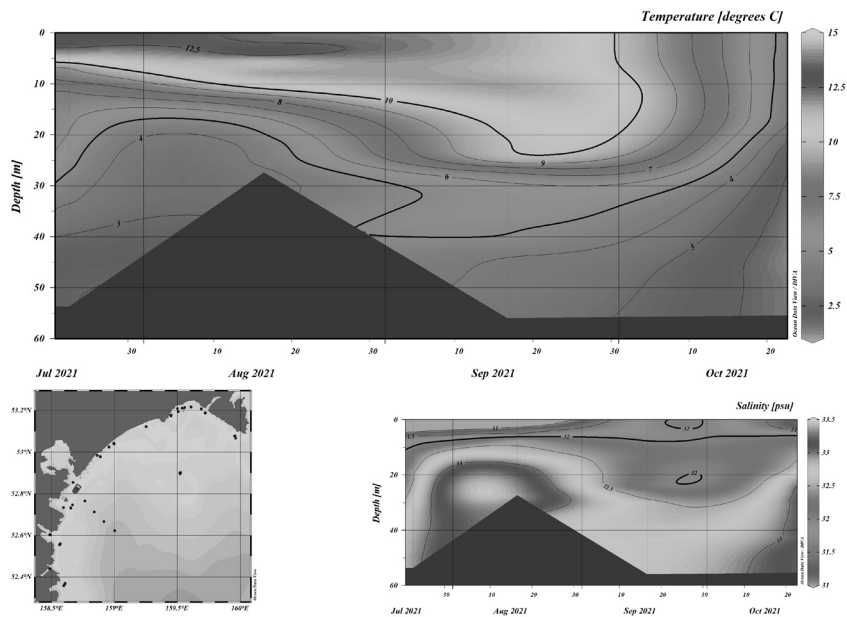 Temperature [degrees C]
0
10
20
30
40
50
60
Depth [m]
12.5
10
8
9
7
6
4
4
3
3
15
12.5
10
7.5
5
2.5
Ocean Data View / DIVA
30 10 20 30 10 20 30 10 20
Jul 2021 Aug 2021 Sep 2021 Oct 2021
53.2°N
53°N
52.8°N
52.6°N
52.4°N
158.5°E 159°E 159.5°E 160°E
Ocean Data View
Salinity [psu]
0
20
40
60
Depth [m]
32
32
32
32.5
33
33.5
33
32.5
32
31.5
31
Ocean Data View / DIVA
30 10 20 30 10 20 30 10 20
Jul 2021 Aug 2021 Sep 2021 Oct 2021